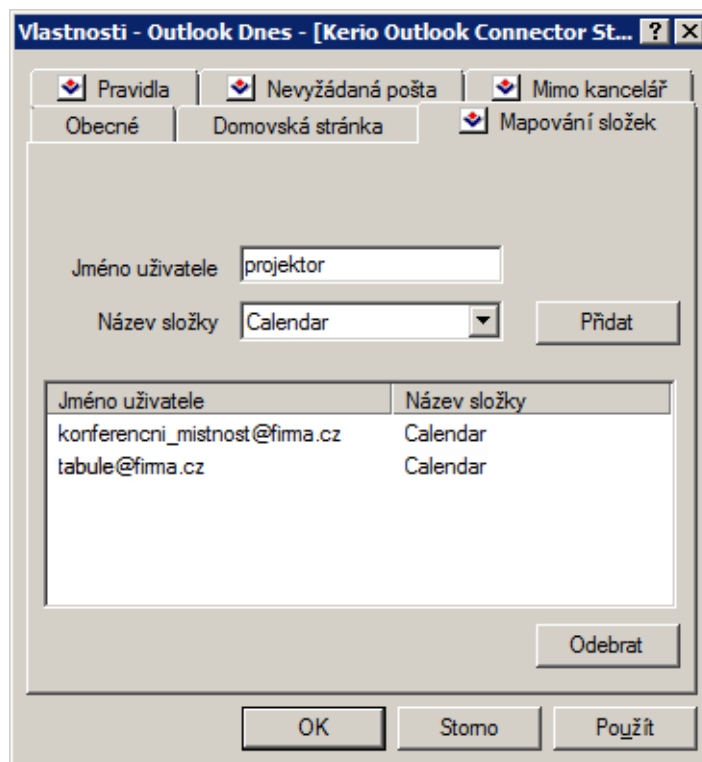 Vlastnosti - Outlook Dnes - [Kerio Outlook Connector St...
Pravidla Nevyžádaná pošta Mimo kancelář
Obecné Domovská stránka Mapování složek
Jméno uživatele projektor
Název složky Calendar Přidat
Jméno uživatele Název složky
konferencni_mistnost@firma.cz Calendar
tabule@firma.cz Calendar
Odebrat
OK Storno Použít